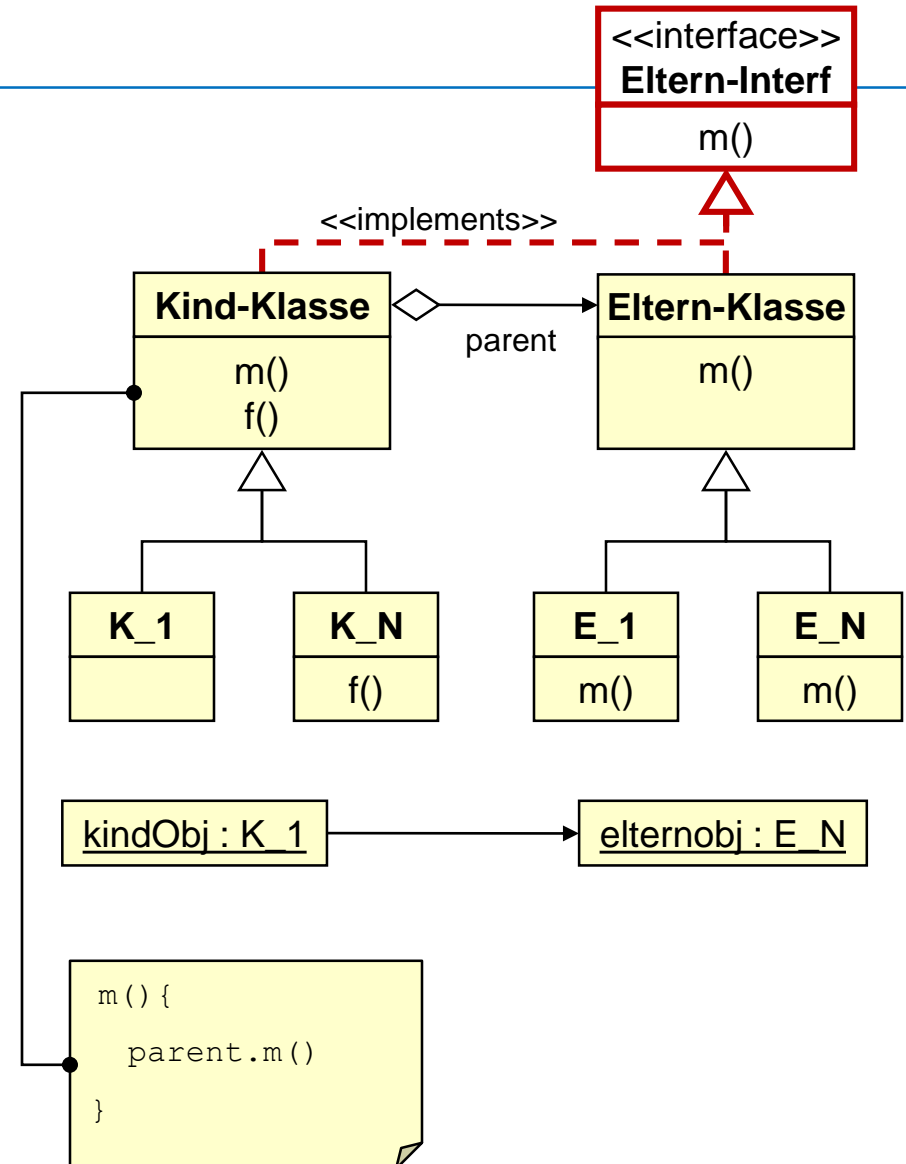 <<interface>>
Eltern-Interf
m()
<<implements>>
Kind-Klasse
m()
f()
parent
Eltern-Klasse
m()
K_1
K_N
f()
E_1
m()
E_N
m()
kindObj : K_1
elternobj : E_N
m(){
parent.m()
}